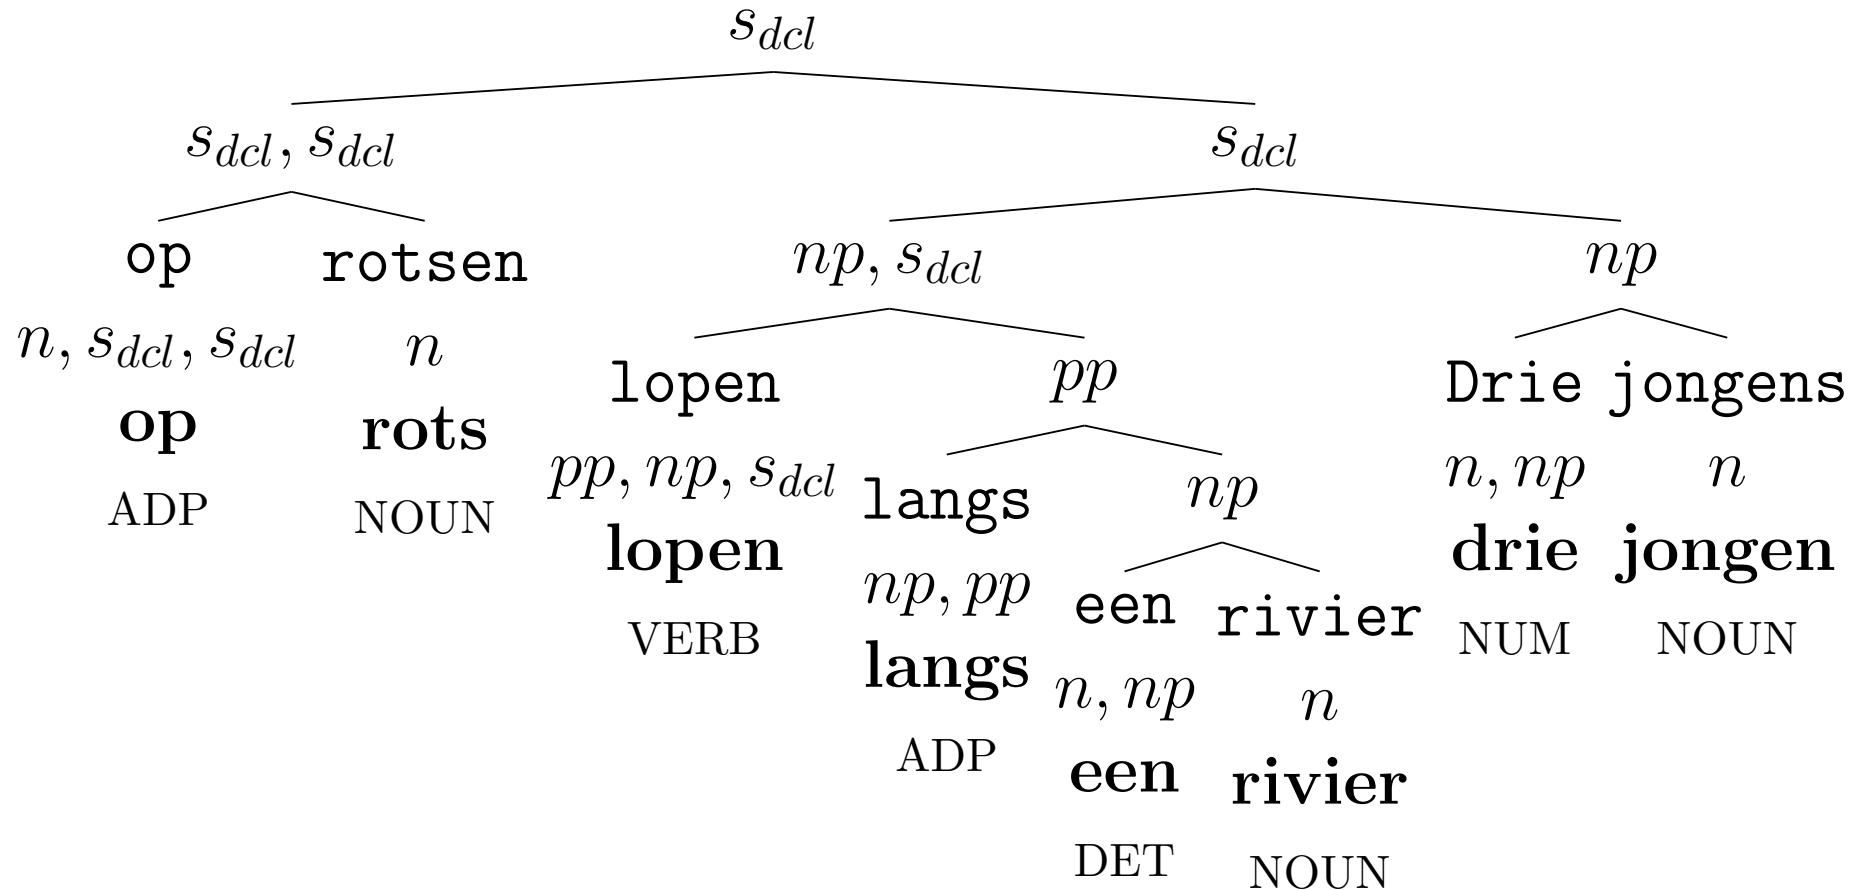 s_dcl
s_dcl, s_dcl s_dcl
op rotsen np, s_dcl np
n, s_dcl, s_dcl n lopen pp Drie jongens
op rots pp, np, s_dcl langs np n, np n
ADP NOUN lopen np, pp een rivier drie jongen
VERB langs n, np n NUM NOUN
ADP een rivier
DET NOUN